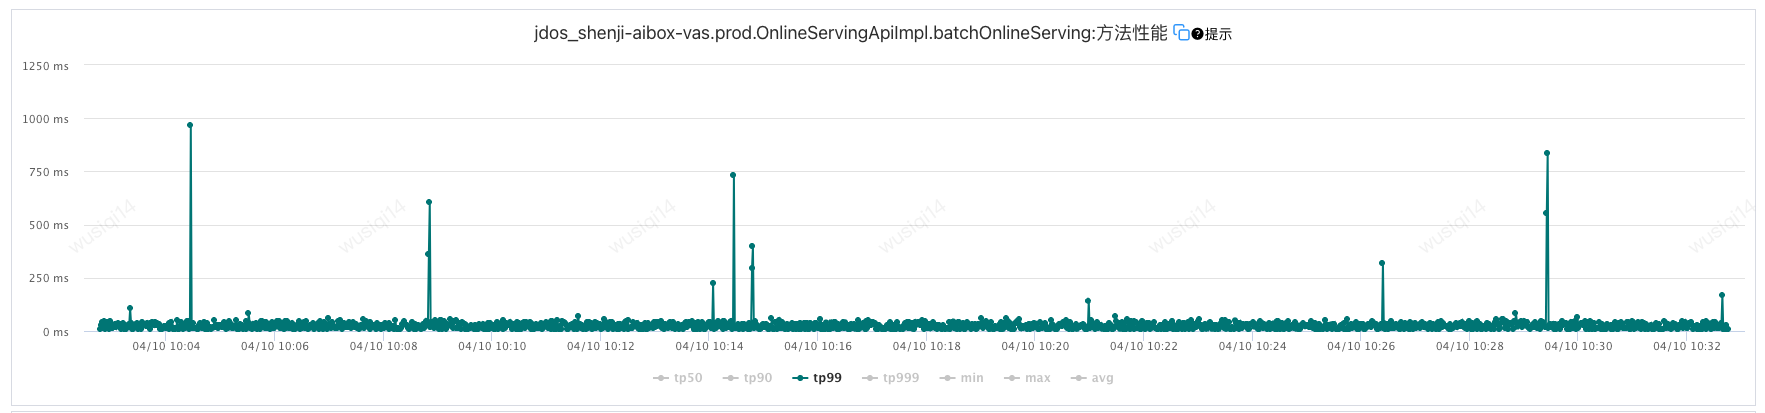 jdos_shenji-aibox-vas.prod.OnlineServingApiImpl.batchOnlineServing:方法性能 ?提示
1250 ms
1000 ms
750 ms
500 ms
250 ms
0 ms
wusiqi14 wusiqi14 wusiqi14 wusiqi14 wusiqi14 wusiqi14 wusiqi14
04/10 10:04 04/10 10:06 04/10 10:08 04/10 10:10 04/10 10:12 04/10 10:14 04/10 10:16 04/10 10:18 04/10 10:20 04/10 10:22 04/10 10:24 04/10 10:26 04/10 10:28 04/10 10:30 04/10 10:32
tp50 tp90 tp99 tp999 min max avg